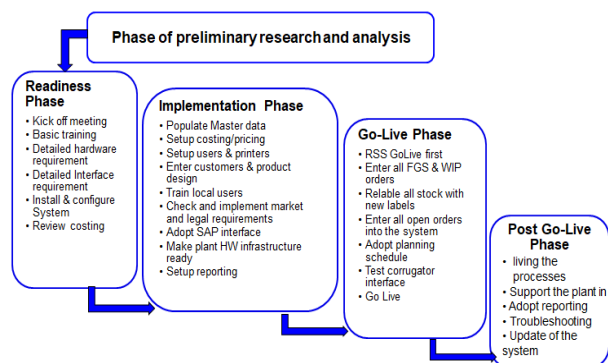 Phase of preliminary research and analysis
Readiness
Phase
• Kick off meeting
• Basic training
• Detailed hardware
requirement
• Detailed Interface
requirement
• Install & configure
System
• Review costing
Implementation Phase
• Populate Master data
• Setup costing/pricing
• Setup users & printers
• Enter customers & product
design
• Train local users
• Check and implement market
and legal requirements
• Adopt SAP interface
• Make plant HW infrastructure
ready
• Setup reporting
Go-Live Phase
• RSS GoLive first
• Enter all FGS & WIP
orders
• Relable all stock with
new labels
• Enter all open orders
into the system
• Adopt planning
schedule
• Test corrugator
interface
• Go Live
Post Go-Live
Phase
• living the
processes
• Support the plant in
• Adopt reporting
• Troubleshooting
• Update of the
system